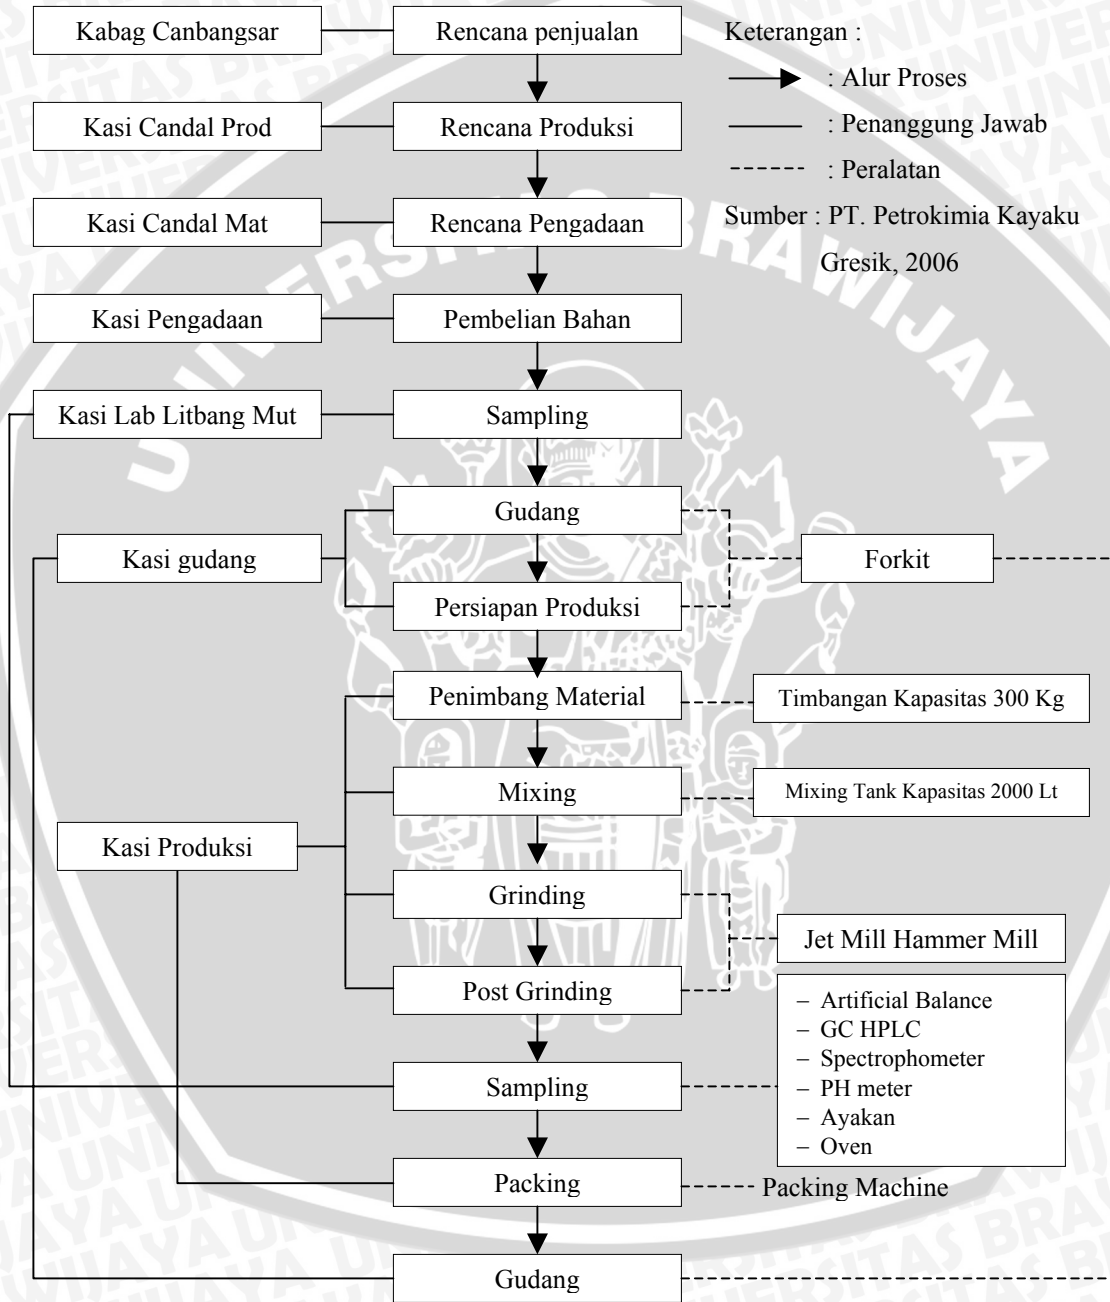 Kabag Canbangsar
Rencana penjualan
Keterangan :
: Alur Proses
Kasi Candal Prod
Rencana Produksi
: Penanggung Jawab
: Peralatan
Kasi Candal Mat
Rencana Pengadaan
Sumber : PT. Petrokimia Kayaku
Gresik, 2006
Kasi Pengadaan
Pembelian Bahan
Kasi Lab Litbang Mut
Sampling
Gudang
Kasi gudang
Forkit
Persiapan Produksi
Penimbang Material
Timbangan Kapasitas 300 Kg
Mixing
Mixing Tank Kapasitas 2000 Lt
Kasi Produksi
Grinding
Jet Mill Hammer Mill
Post Grinding
– Artificial Balance
– GC HPLC
– Spectrophometer
– PH meter
– Ayakan
– Oven
Sampling
Packing
Packing Machine
Gudang
UNIVERSITAS BRAWIJAYA